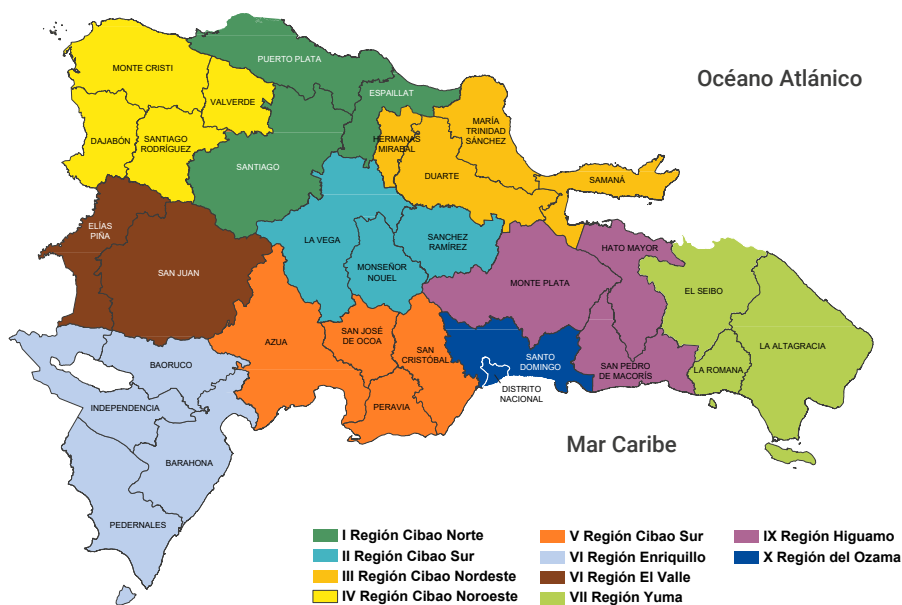 PUERTO PLATA
MONTE CRISTI
Océano Atlánico
ESPAILLAT
VALVERDE
MARÍA
TRINIDAD
SÁNCHEZ
DAJABÓN
SANTIAGO
RODRÍGUEZ
HERMANAS
MIRABAL
SANTIAGO
DUARTE
SAMANÁ
ELÍAS
PIÑA
LA VEGA
SANCHEZ
RAMÍREZ
HATO MAYOR
SAN JUAN
MONSEÑOR
NOUEL
MONTE PLATA
EL SEIBO
AZUA
SAN JOSÉ
DE OCOA
SAN
CRISTÓBAL
SANTO
DOMINGO
LA ALTAGRACIA
BAORUCO
SAN PEDRO
DE MACORÍS
LA ROMANA
DISTRITO
NACIONAL
INDEPENDENCIA
PERAVIA
Mar Caribe
BARAHONA
PEDERNALES
I Región Cibao Norte
II Región Cibao Sur
III Región Cibao Nordeste
IV Región Cibao Noroeste
V Región Cibao Sur
VI Región Enriquillo
VI Región El Valle
VII Región Yuma
IX Región Higuamo
X Región del Ozama